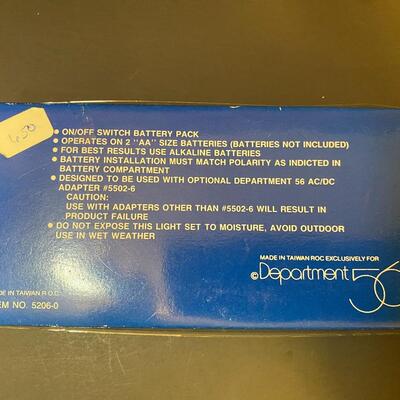 650
• ON/OFF SWITCH BATTERY PACK
• OPERATES ON 2 "AA" SIZE BATTERIES (BATTERIES NOT INCLUDED)
• FOR BEST RESULTS USE ALKALINE BATTERIES
• BATTERY INSTALLATION MUST MATCH POLARITY AS INDICTED IN
BATTERY COMPARTMENT
• DESIGNED TO BE USED WITH OPTIONAL DEPARTMENT 56 AC/DC
ADAPTER #5502-6
CAUTION:
USE WITH ADAPTERS OTHER THAN #5502-6 WILL RESULT IN
PRODUCT FAILURE
• DO NOT EXPOSE THIS LIGHT SET TO MOISTURE, AVOID OUTDOOR
USE IN WET WEATHER
MADE IN TAIWAN ROC EXCLUSIVELY FOR
©Department 56
DE IN TAIWAN R.O.C.
EM NO. 5206-0